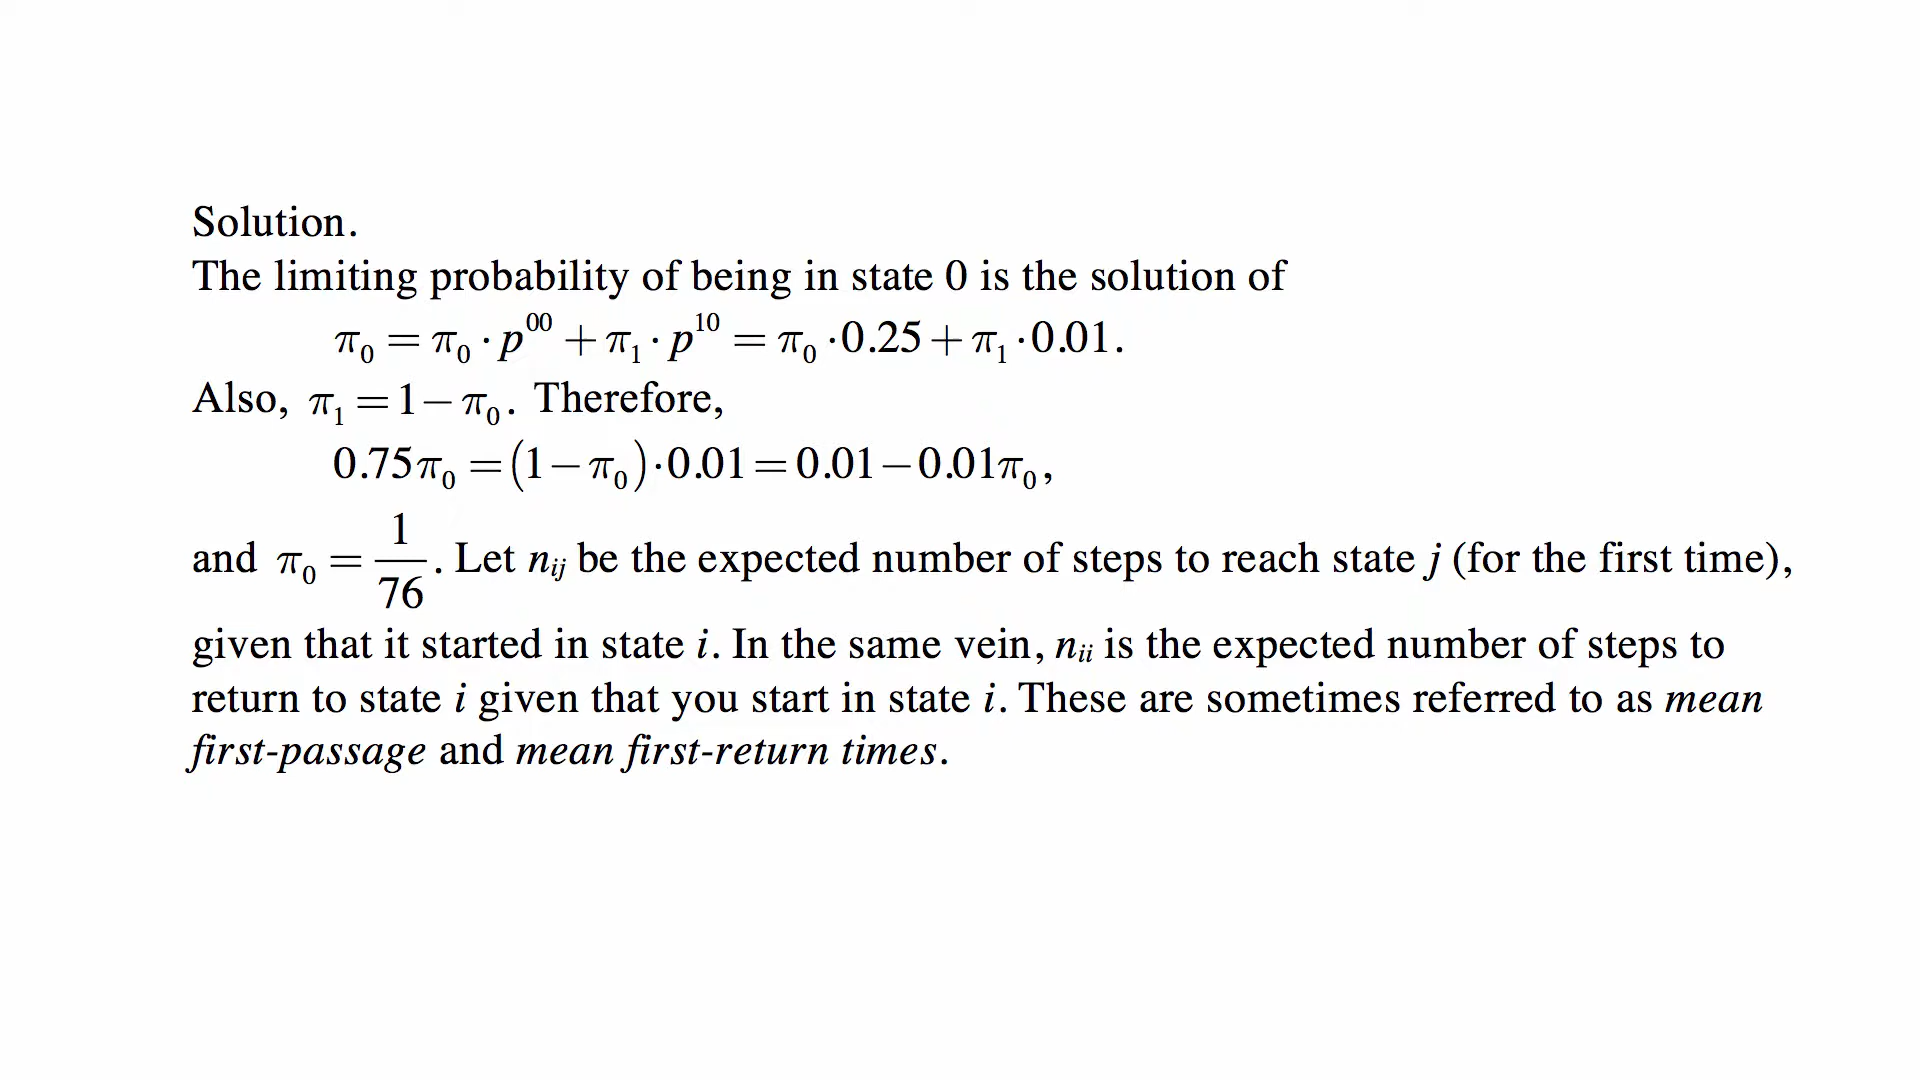 Solution.
The limiting probability of being in state 0 is the solution of
π₀ = π₀ · p⁰⁰ + π₁ · p¹⁰ = π₀ · 0.25 + π₁ · 0.01.
Also, π₁ = 1 − π₀. Therefore,
0.75π₀ = (1 − π₀) · 0.01 = 0.01 − 0.01π₀,
and π₀ = 1/76. Let nᵢⱼ be the expected number of steps to reach state j (for the first time),
given that it started in state i. In the same vein, nᵢᵢ is the expected number of steps to
return to state i given that you start in state i. These are sometimes referred to as mean
first-passage and mean first-return times.